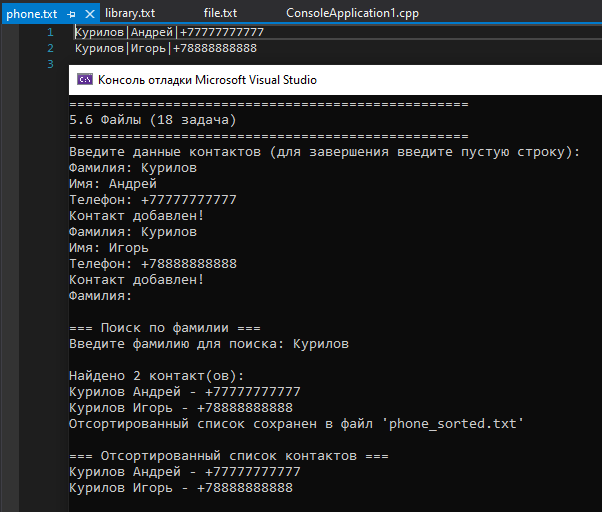 phone.txt library.txt file.txt ConsoleApplication1.cpp
1 Курилов|Андрей|+77777777777
2 Курилов|Игорь|+78888888888
3
C:\ Консоль отладки Microsoft Visual Studio
==================================================
5.6 Файлы (18 задача)
==================================================
Введите данные контактов (для завершения введите пустую строку):
Фамилия: Курилов
Имя: Андрей
Телефон: +77777777777
Контакт добавлен!
Фамилия: Курилов
Имя: Игорь
Телефон: +78888888888
Контакт добавлен!
Фамилия:
=== Поиск по фамилии ===
Введите фамилию для поиска: Курилов
Найдено 2 контакт(ов):
Курилов Андрей - +77777777777
Курилов Игорь - +78888888888
Отсортированный список сохранен в файл 'phone_sorted.txt'
=== Отсортированный список контактов ===
Курилов Андрей - +77777777777
Курилов Игорь - +78888888888